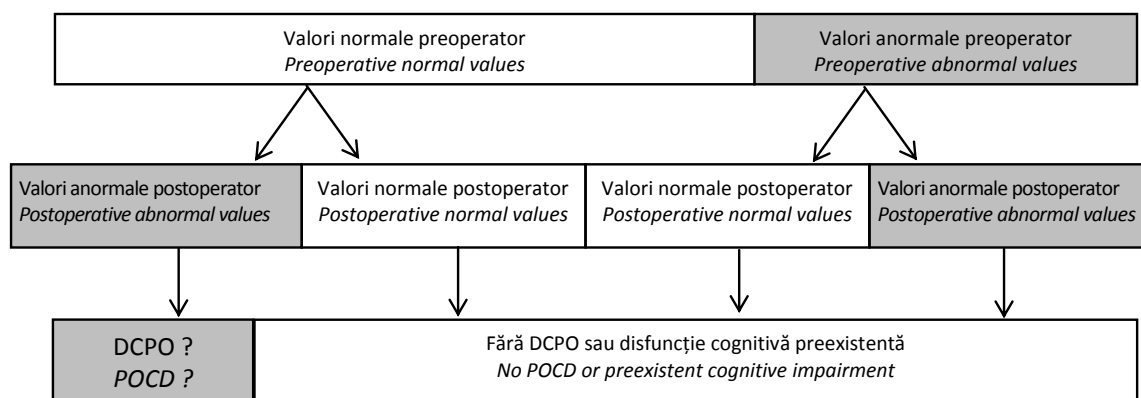 Valori normale preoperator
Preoperative normal values
Valori anormale preoperator
Preoperative abnormal values
Valori anormale postoperator
Postoperative abnormal values
Valori normale postoperator
Postoperative normal values
Valori normale postoperator
Postoperative normal values
Valori anormale postoperator
Postoperative abnormal values
DCPO ?
POCD ?
Fără DCPO sau disfuncție cognitivă preexistentă
No POCD or preexistent cognitive impairment